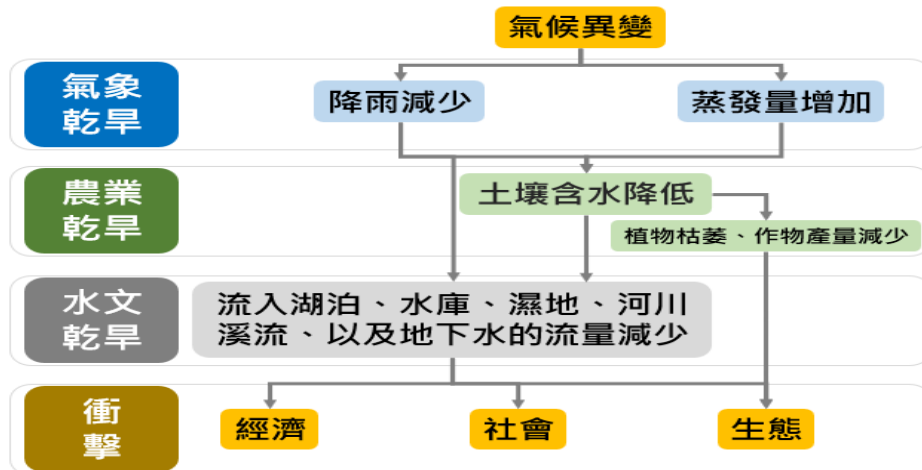 氣候異變
氣象
乾旱
降雨減少
蒸發量增加
農業
乾旱
土壤含水降低
植物枯萎、作物產量減少
水文
乾旱
流入湖泊、水庫、濕地、河川
溪流、以及地下水的流量減少
衝
擊
經濟
社會
生態